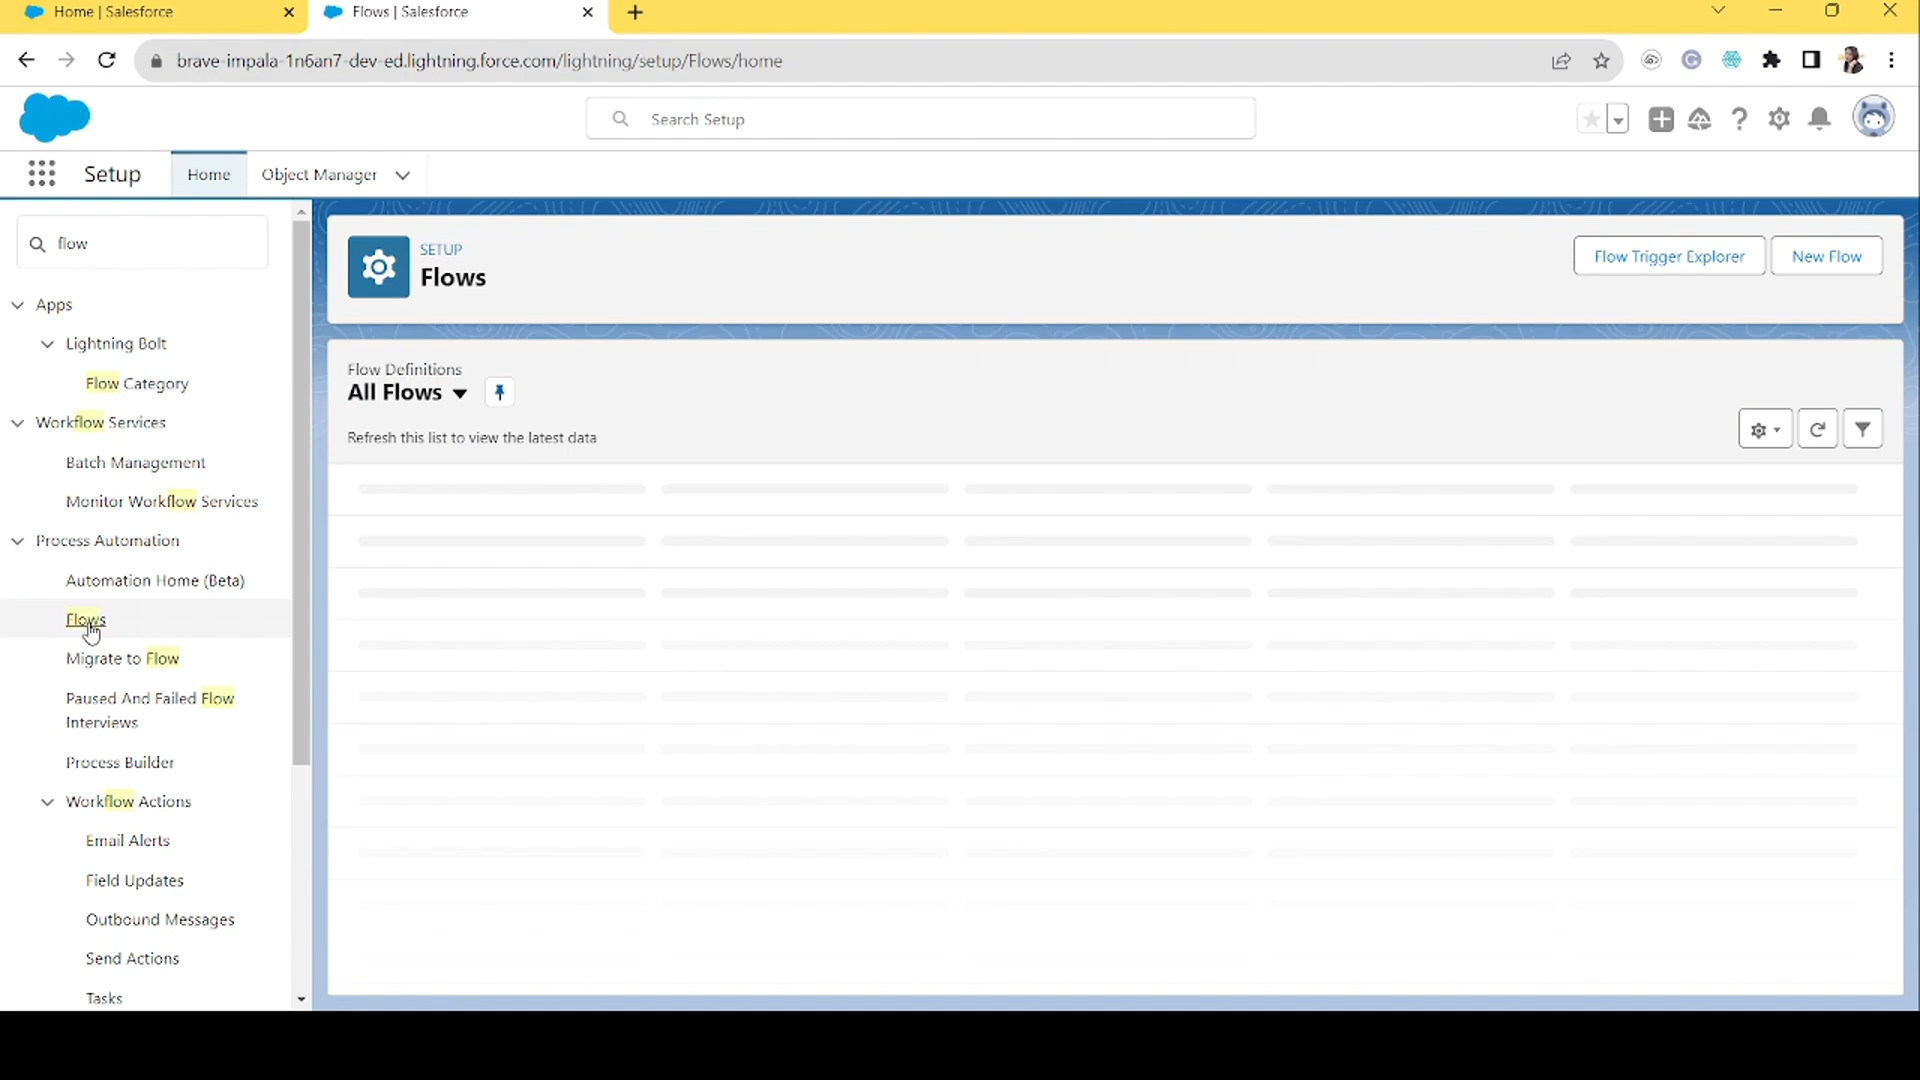 Home | Salesforce
Flows | Salesforce
brave-impala-1n6an7-dev-ed.lightning.force.com/lightning/setup/Flows/home
Search Setup
Setup
Home
Object Manager
flow
Apps
Lightning Bolt
Flow Category
Workflow Services
Batch Management
Monitor Workflow Services
Process Automation
Automation Home (Beta)
Flows
Migrate to Flow
Paused And Failed Flow
Interviews
Process Builder
Workflow Actions
Email Alerts
Field Updates
Outbound Messages
Send Actions
Tasks
SETUP
Flows
Flow Trigger Explorer
New Flow
Flow Definitions
All Flows
Refresh this list to view the latest data